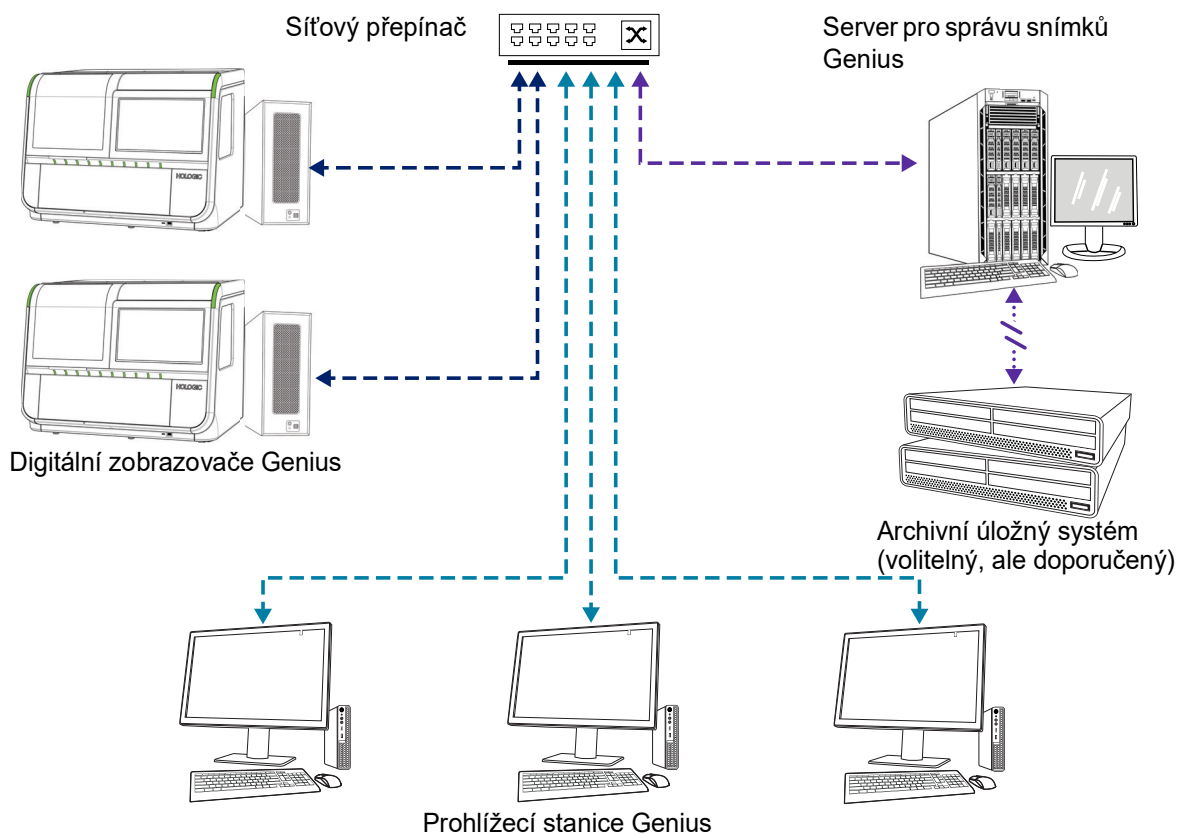 Síťový přepínač
Server pro správu snímků
Genius
HOLOGIC
HOLOGIC
Digitální zobrazovače Genius
Archivní úložný systém
(volitelný, ale doporučený)
Prohlížecí stanice Genius